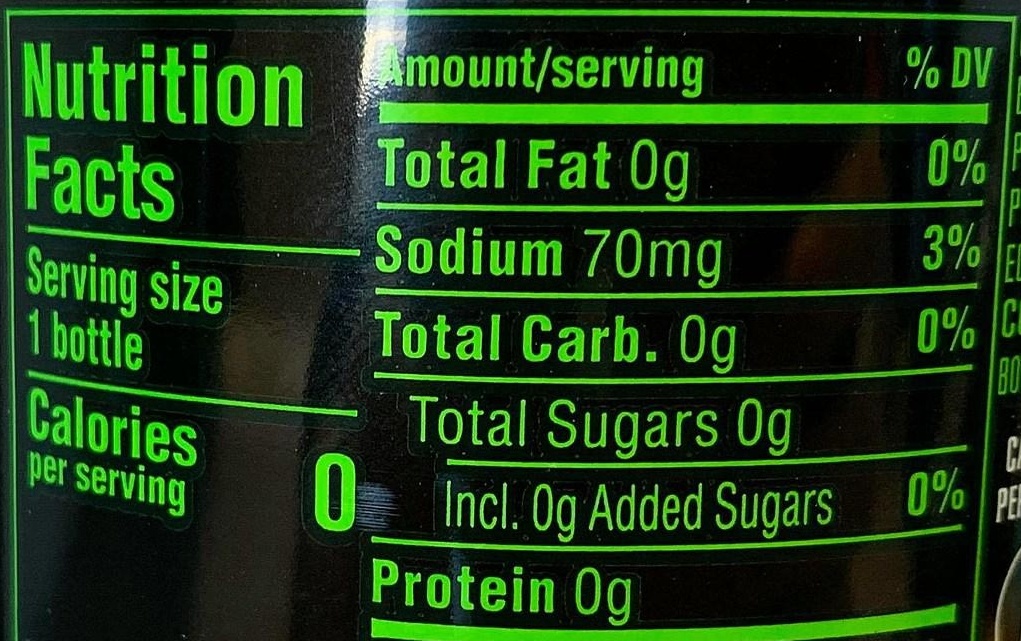 Nutrition
Facts
Serving size
1 bottle
Calories
per serving
0
Amount/serving % DV
Total Fat 0g 0%
Sodium 70mg 3%
Total Carb. 0g 0%
Total Sugars 0g
Incl. 0g Added Sugars 0%
Protein 0g